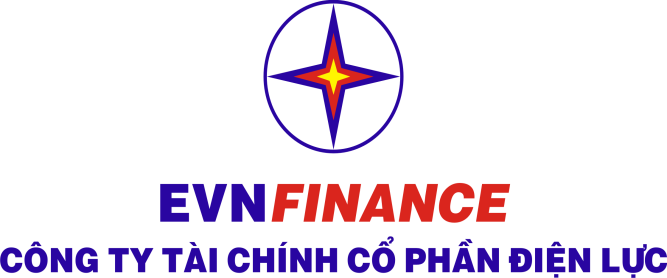 EVNFINANCE
CÔNG TY TÀI CHÍNH CỔ PHẦN ĐIỆN LỰC